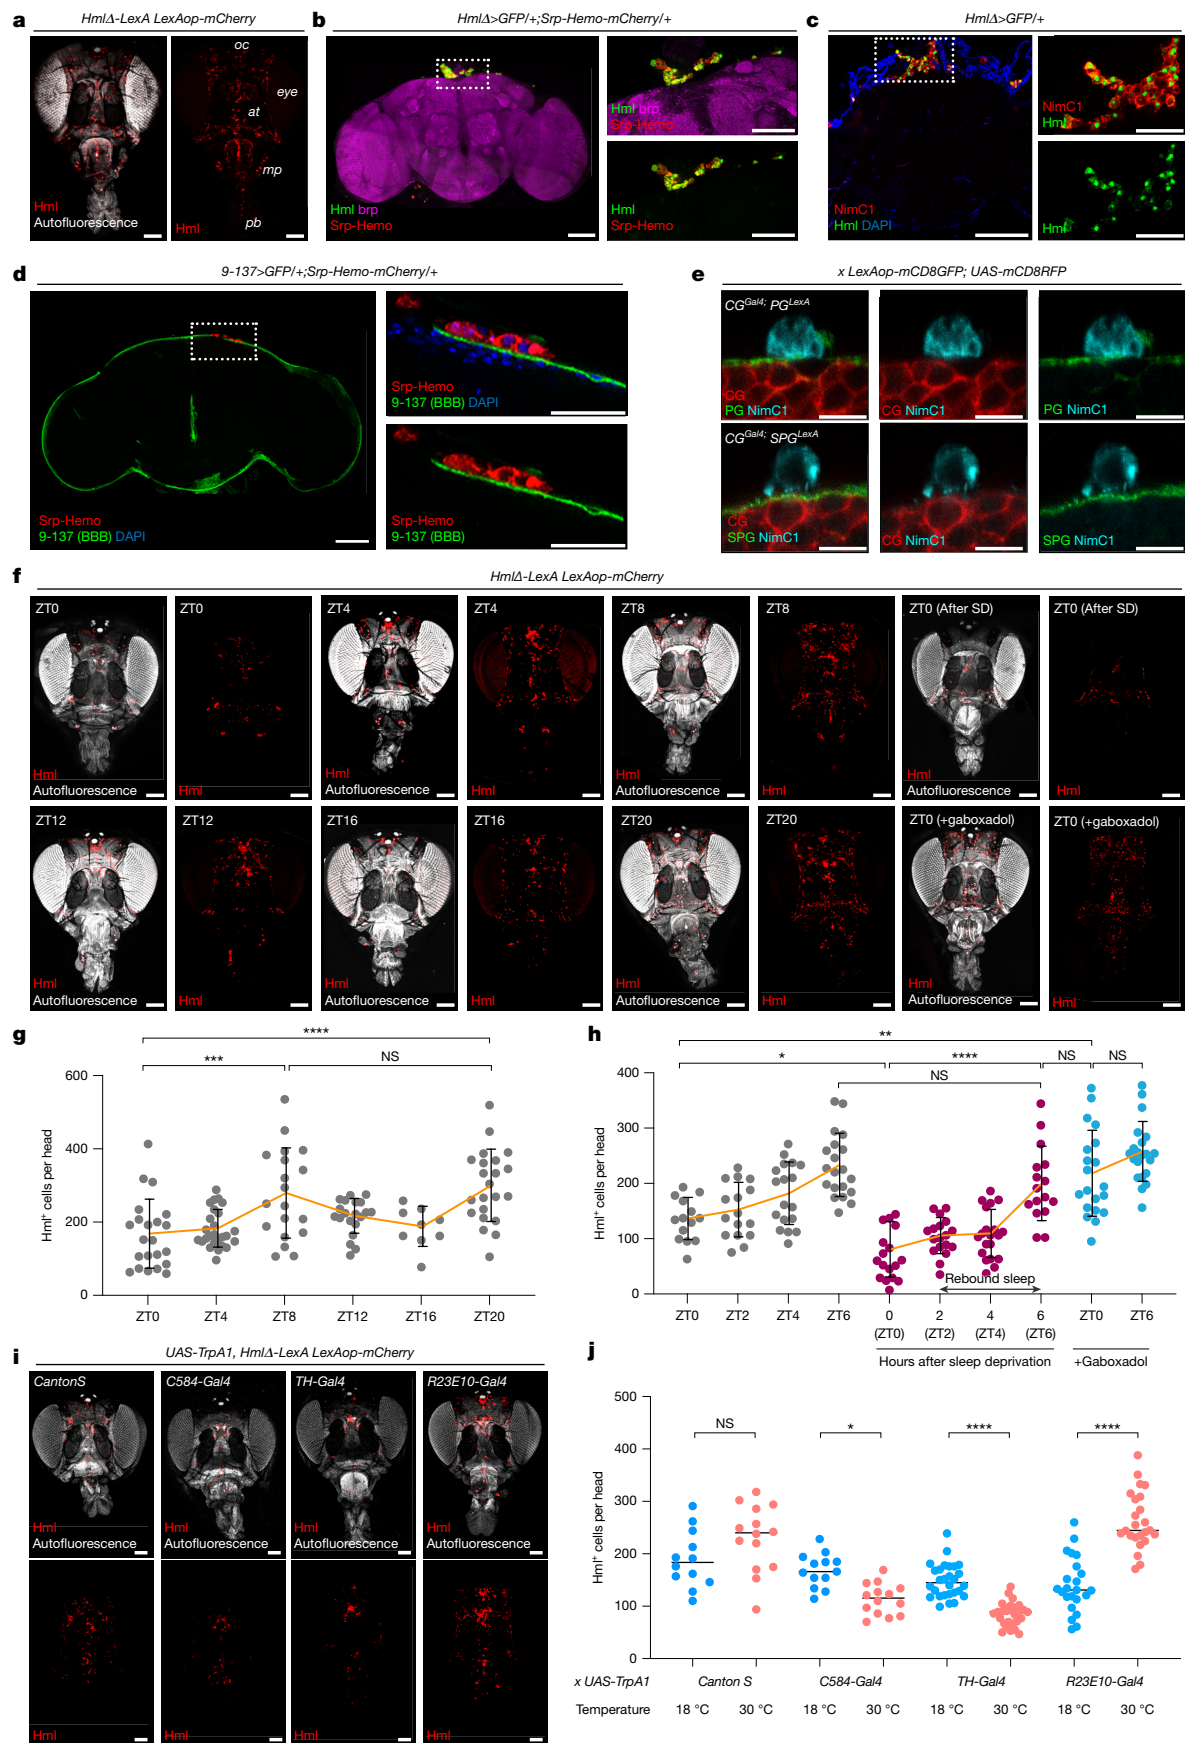 a
HmlΔ-LexA LexAop-mCherry
oc
eye
at
mp
pb
Hml
Autofluorescence
Hml
b
HmlΔ>GFP/+;Srp-Hemo-mCherry/+
Hml brp
Srp-Hemo
Hml brp
Srp-Hemo
Hml
Srp-Hemo
c
HmlΔ>GFP/+
NimC1
Hml DAPI
NimC1
Hml
Hml
d
9-137>GFP/+;Srp-Hemo-mCherry/+
Srp-Hemo
9-137 (BBB) DAPI
Srp-Hemo
9-137 (BBB) DAPI
Srp-Hemo
9-137 (BBB)
e
x LexAop-mCD8GFP; UAS-mCD8RFP
CGGal4; PGLexA
CG
PG NimC1
CG NimC1
PG NimC1
CGGal4; SPGLexA
CG
SPG NimC1
CG NimC1
SPG NimC1
f
HmlΔ-LexA LexAop-mCherry
ZT0
ZT0
ZT4
ZT4
ZT8
ZT8
ZT0 (After SD)
ZT0 (After SD)
Hml
Autofluorescence
Hml
Hml
Autofluorescence
Hml
Hml
Autofluorescence
Hml
Hml
Autofluorescence
Hml
ZT12
ZT12
ZT16
ZT16
ZT20
ZT20
ZT0 (+gaboxadol)
ZT0 (+gaboxadol)
Hml
Autofluorescence
Hml
Hml
Autofluorescence
Hml
Hml
Autofluorescence
Hml
Hml
Autofluorescence
Hml
g
****
***
NS
Hml+ cells per head
600
400
200
0
ZT0
ZT4
ZT8
ZT12
ZT16
ZT20
h
**
*
****
NS
NS
NS
Hml+ cells per head
400
300
200
100
0
Rebound sleep
ZT0
ZT2
ZT4
ZT6
0
(ZT0)
2
(ZT2)
4
(ZT4)
6
(ZT6)
ZT0
ZT6
Hours after sleep deprivation
+Gaboxadol
i
UAS-TrpA1, HmlΔ-LexA LexAop-mCherry
CantonS
C584-Gal4
TH-Gal4
R23E10-Gal4
Hml
Autofluorescence
Hml
Autofluorescence
Hml
Autofluorescence
Hml
Autofluorescence
Hml
Hml
Hml
Hml
j
Hml+ cells per head
500
400
300
200
100
0
NS
*
****
****
x UAS-TrpA1
Canton S
C584-Gal4
TH-Gal4
R23E10-Gal4
Temperature
18 °C
30 °C
18 °C
30 °C
18 °C
30 °C
18 °C
30 °C